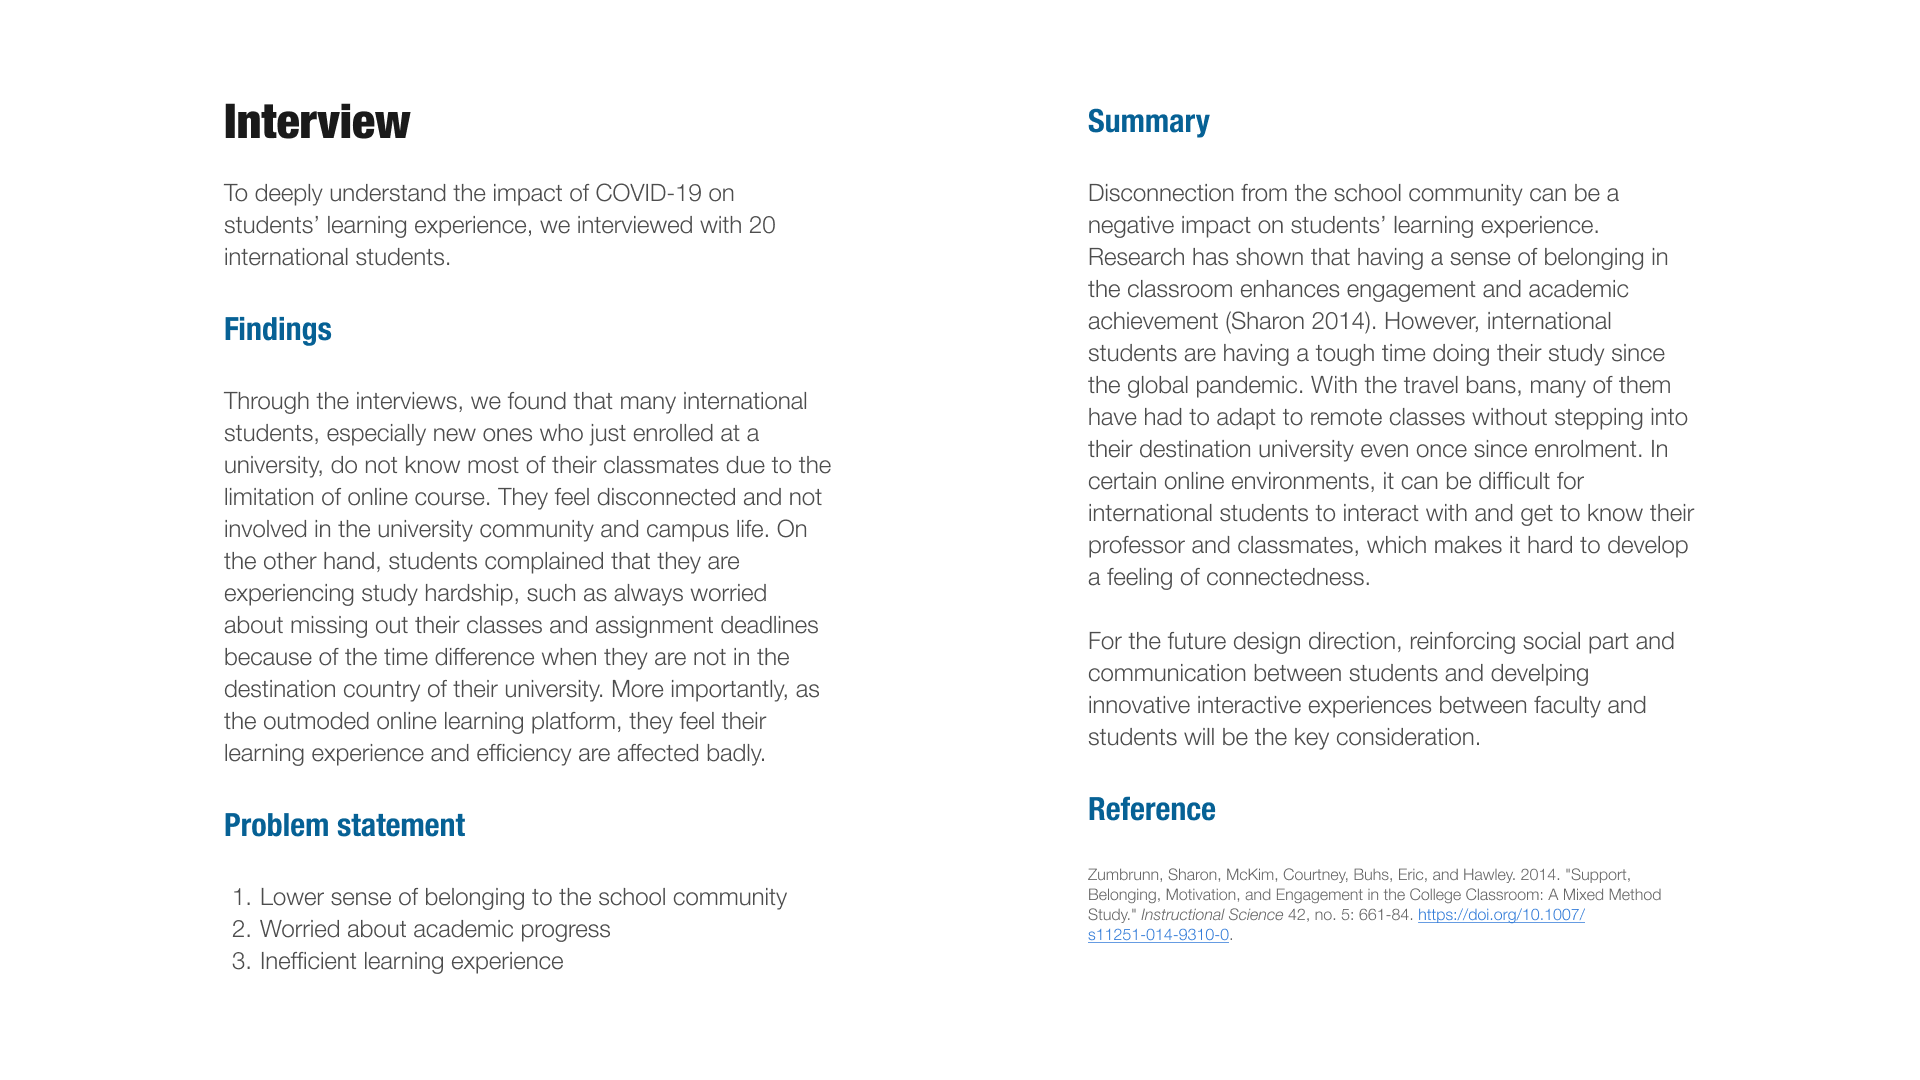 Interview
To deeply understand the impact of COVID-19 on
students’ learning experience, we interviewed with 20
international students.
Findings
Through the interviews, we found that many international
students, especially new ones who just enrolled at a
university, do not know most of their classmates due to the
limitation of online course. They feel disconnected and not
involved in the university community and campus life. On
the other hand, students complained that they are
experiencing study hardship, such as always worried
about missing out their classes and assignment deadlines
because of the time difference when they are not in the
destination country of their university. More importantly, as
the outmoded online learning platform, they feel their
learning experience and efficiency are affected badly.
Problem statement
1. Lower sense of belonging to the school community
2. Worried about academic progress
3. Inefficient learning experience
Summary
Disconnection from the school community can be a
negative impact on students’ learning experience.
Research has shown that having a sense of belonging in
the classroom enhances engagement and academic
achievement (Sharon 2014). However, international
students are having a tough time doing their study since
the global pandemic. With the travel bans, many of them
have had to adapt to remote classes without stepping into
their destination university even once since enrolment. In
certain online environments, it can be difficult for
international students to interact with and get to know their
professor and classmates, which makes it hard to develop
a feeling of connectedness.
For the future design direction, reinforcing social part and
communication between students and develping
innovative interactive experiences between faculty and
students will be the key consideration.
Reference
Zumbrunn, Sharon, McKim, Courtney, Buhs, Eric, and Hawley. 2014. "Support,
Belonging, Motivation, and Engagement in the College Classroom: A Mixed Method
Study." Instructional Science 42, no. 5: 661-84. https://doi.org/10.1007/
s11251-014-9310-0.